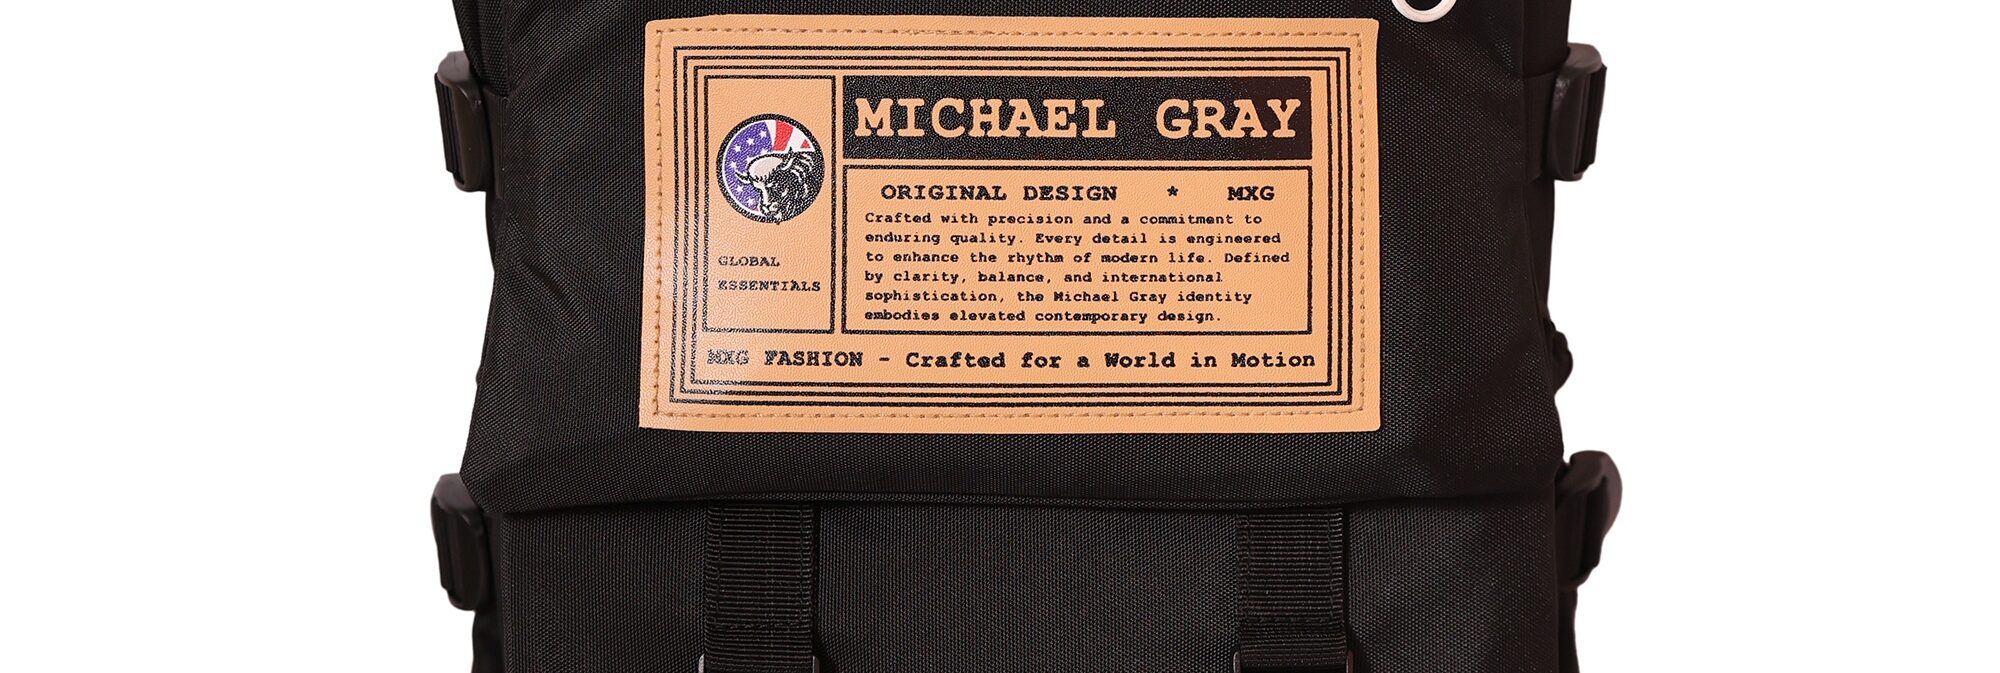 MICHAEL GRAY
ORIGINAL DESIGN * MXG
Crafted with precision and a commitment to
enduring quality. Every detail is engineered
to enhance the rhythm of modern life. Defined
by clarity, balance, and international
sophistication, the Michael Gray identity
embodies elevated contemporary design.
GLOBAL
ESSENTIALS
MXG FASHION - Crafted for a World in Motion